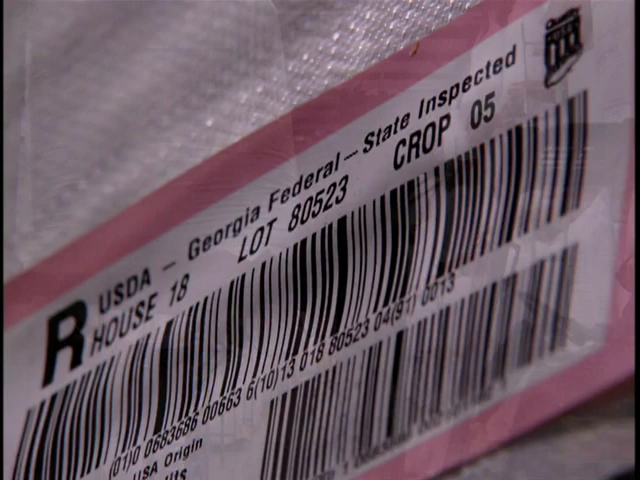 R
USDA — Georgia Federal — State Inspected
HOUSE 18 LOT 80523 CROP 05
(01)0 0683686 00663 6(10)13 018 80523 04(91) 0013
USA Origin